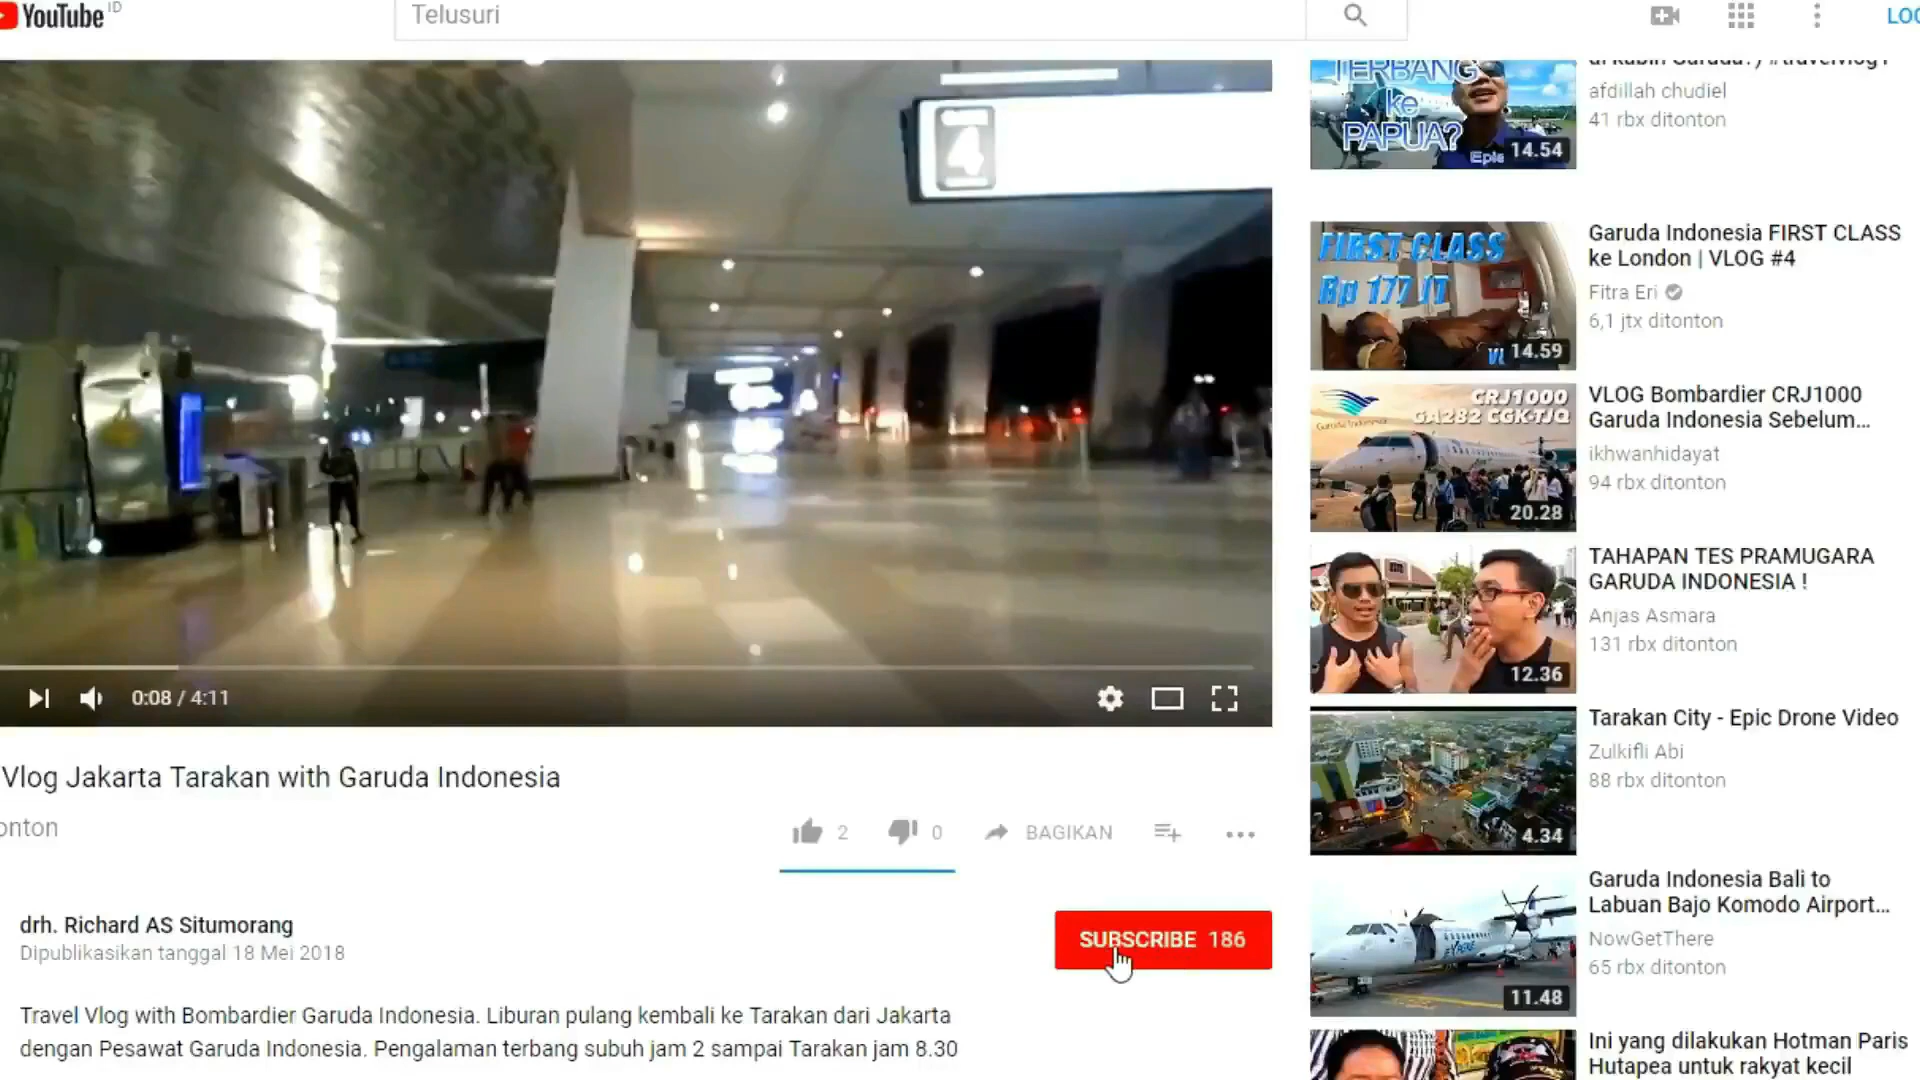 YouTube ID
Telusuri
LOG
4
0:08 / 4:11
Vlog Jakarta Tarakan with Garuda Indonesia
onton
2
0
BAGIKAN
drh. Richard AS Situmorang
Dipublikasikan tanggal 18 Mei 2018
SUBSCRIBE 186
Travel Vlog with Bombardier Garuda Indonesia. Liburan pulang kembali ke Tarakan dari Jakarta
dengan Pesawat Garuda Indonesia. Pengalaman terbang subuh jam 2 sampai Tarakan jam 8.30
TERBANG
ke
PAPUA?
14.54
afdillah chudiel
41 rbx ditonton
FIRST CLASS
Rp 177 JT
14.59
Garuda Indonesia FIRST CLASS
ke London | VLOG #4
Fitra Eri
6,1 jtx ditonton
CRJ1000
GA282 CGK-TJQ
Garuda Indonesia
20.28
VLOG Bombardier CRJ1000
Garuda Indonesia Sebelum...
ikhwanhidayat
94 rbx ditonton
12.36
TAHAPAN TES PRAMUGARA
GARUDA INDONESIA !
Anjas Asmara
131 rbx ditonton
4.34
Tarakan City - Epic Drone Video
Zulkifli Abi
88 rbx ditonton
11.48
Garuda Indonesia Bali to
Labuan Bajo Komodo Airport...
NowGetThere
65 rbx ditonton
Ini yang dilakukan Hotman Paris
Hutapea untuk rakyat kecil